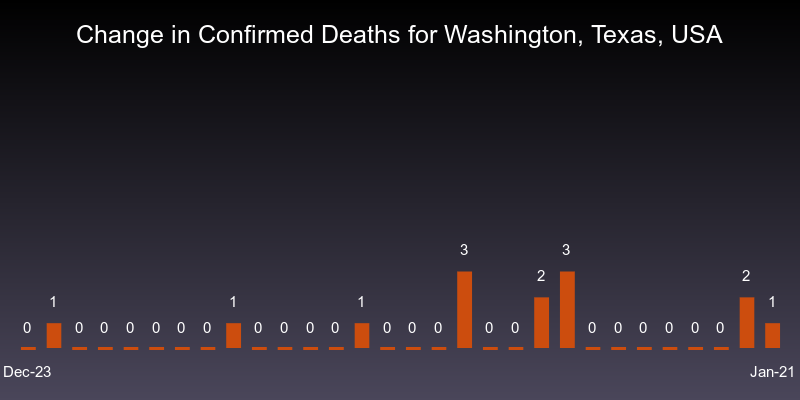 Change in Confirmed Deaths for Washington, Texas, USA
3 3
2 2
1 1 1 1
0 0 0 0 0 0 0 0 0 0 0 0 0 0 0 0 0 0 0 0 0 0
Dec-23 Jan-21